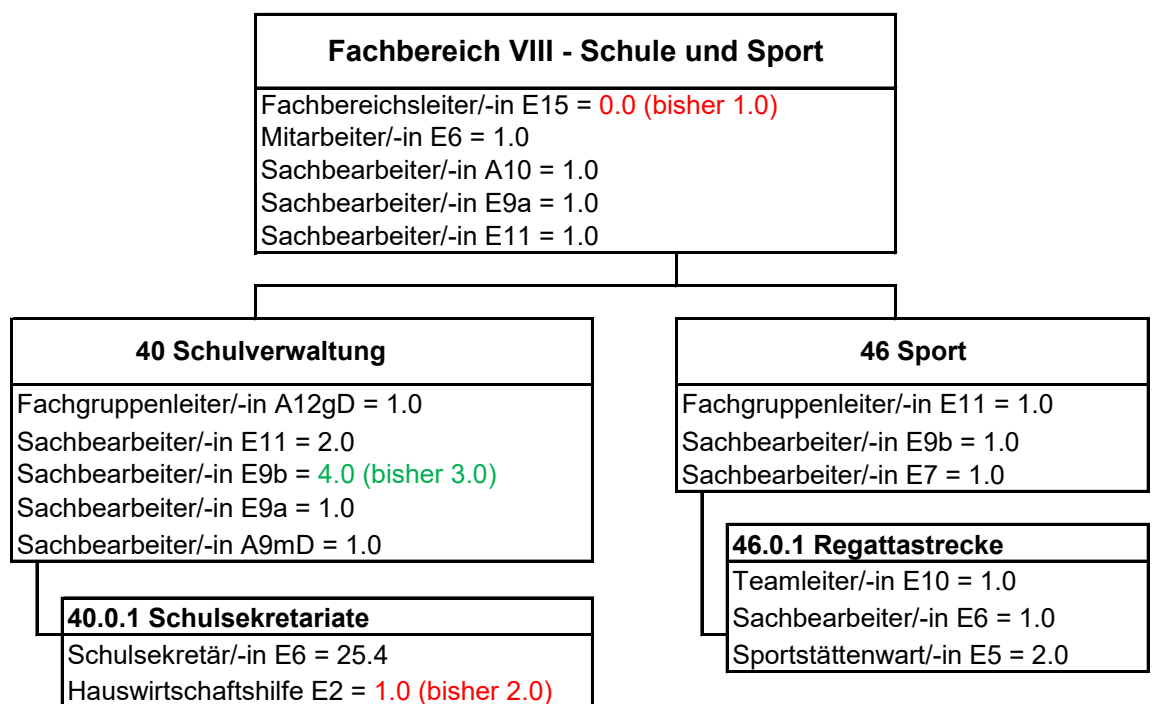 Fachbereich VIII - Schule und Sport
Fachbereichsleiter/-in E15 = 0.0 (bisher 1.0)
Mitarbeiter/-in E6 = 1.0
Sachbearbeiter/-in A10 = 1.0
Sachbearbeiter/-in E9a = 1.0
Sachbearbeiter/-in E11 = 1.0
40 Schulverwaltung
Fachgruppenleiter/-in A12gD = 1.0
Sachbearbeiter/-in E11 = 2.0
Sachbearbeiter/-in E9b = 4.0 (bisher 3.0)
Sachbearbeiter/-in E9a = 1.0
Sachbearbeiter/-in A9mD = 1.0
40.0.1 Schulsekretariate
Schulsekretär/-in E6 = 25.4
Hauswirtschaftshilfe E2 = 1.0 (bisher 2.0)
46 Sport
Fachgruppenleiter/-in E11 = 1.0
Sachbearbeiter/-in E9b = 1.0
Sachbearbeiter/-in E7 = 1.0
46.0.1 Regattastrecke
Teamleiter/-in E10 = 1.0
Sachbearbeiter/-in E6 = 1.0
Sportstättenwart/-in E5 = 2.0